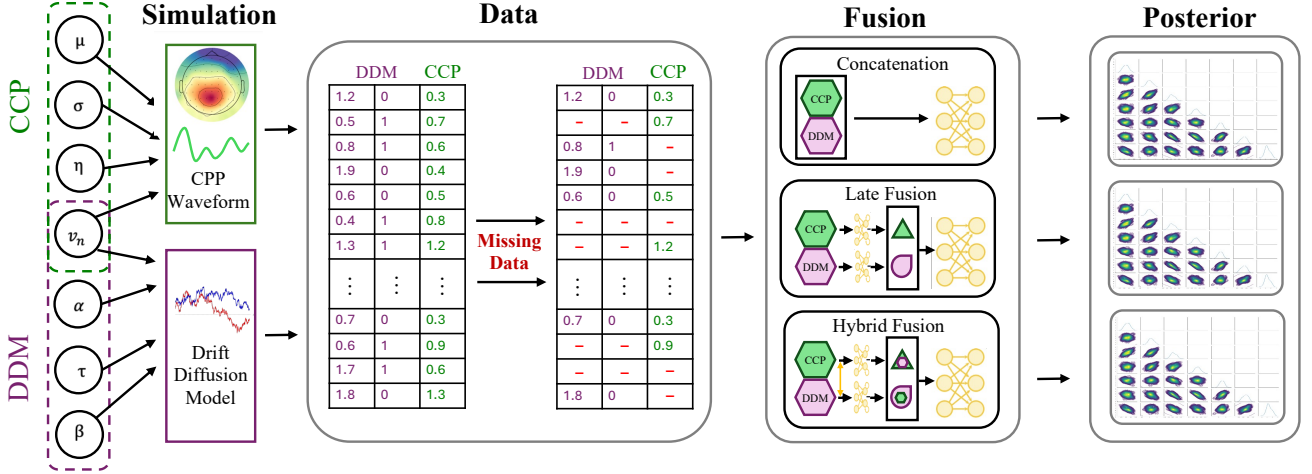 Simulation
Data
Fusion
Posterior
CCP
DDM
μ
σ
η
vn
α
τ
β
CPP
Waveform
Drift
Diffusion
Model
DDM CCP
1.2 0 0.3
0.5 1 0.7
0.8 1 0.6
1.9 0 0.4
0.6 0 0.5
0.4 1 0.8
1.3 1 1.2
⋮ ⋮ ⋮
0.7 0 0.3
0.6 1 0.9
1.7 1 0.6
1.8 0 1.3
Missing
Data
DDM CCP
1.2 0 0.3
– – 0.7
0.8 1 –
1.9 0 –
0.6 0 0.5
– – –
– – 1.2
⋮ ⋮ ⋮
0.7 0 0.3
– – 0.9
– – –
1.8 0 –
Concatenation
CCP
DDM
Late Fusion
CCP
DDM
Hybrid Fusion
CCP
DDM